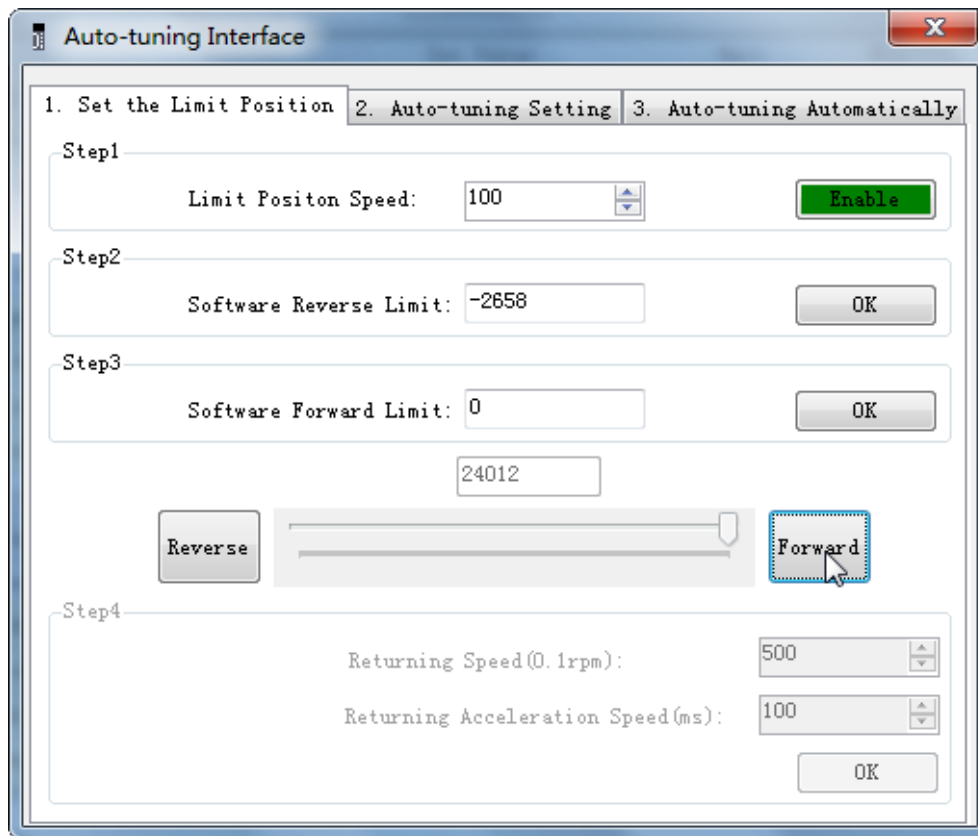 Auto-tuning Interface
1. Set the Limit Position
2. Auto-tuning Setting
3. Auto-tuning Automatically
Step1
Limit Positon Speed: 100 Enable
Step2
Software Reverse Limit: -2658 OK
Step3
Software Forward Limit: 0 OK
24012
Reverse Forward
Step4
Returning Speed(0.1rpm): 500
Returning Acceleration Speed(ms): 100
OK